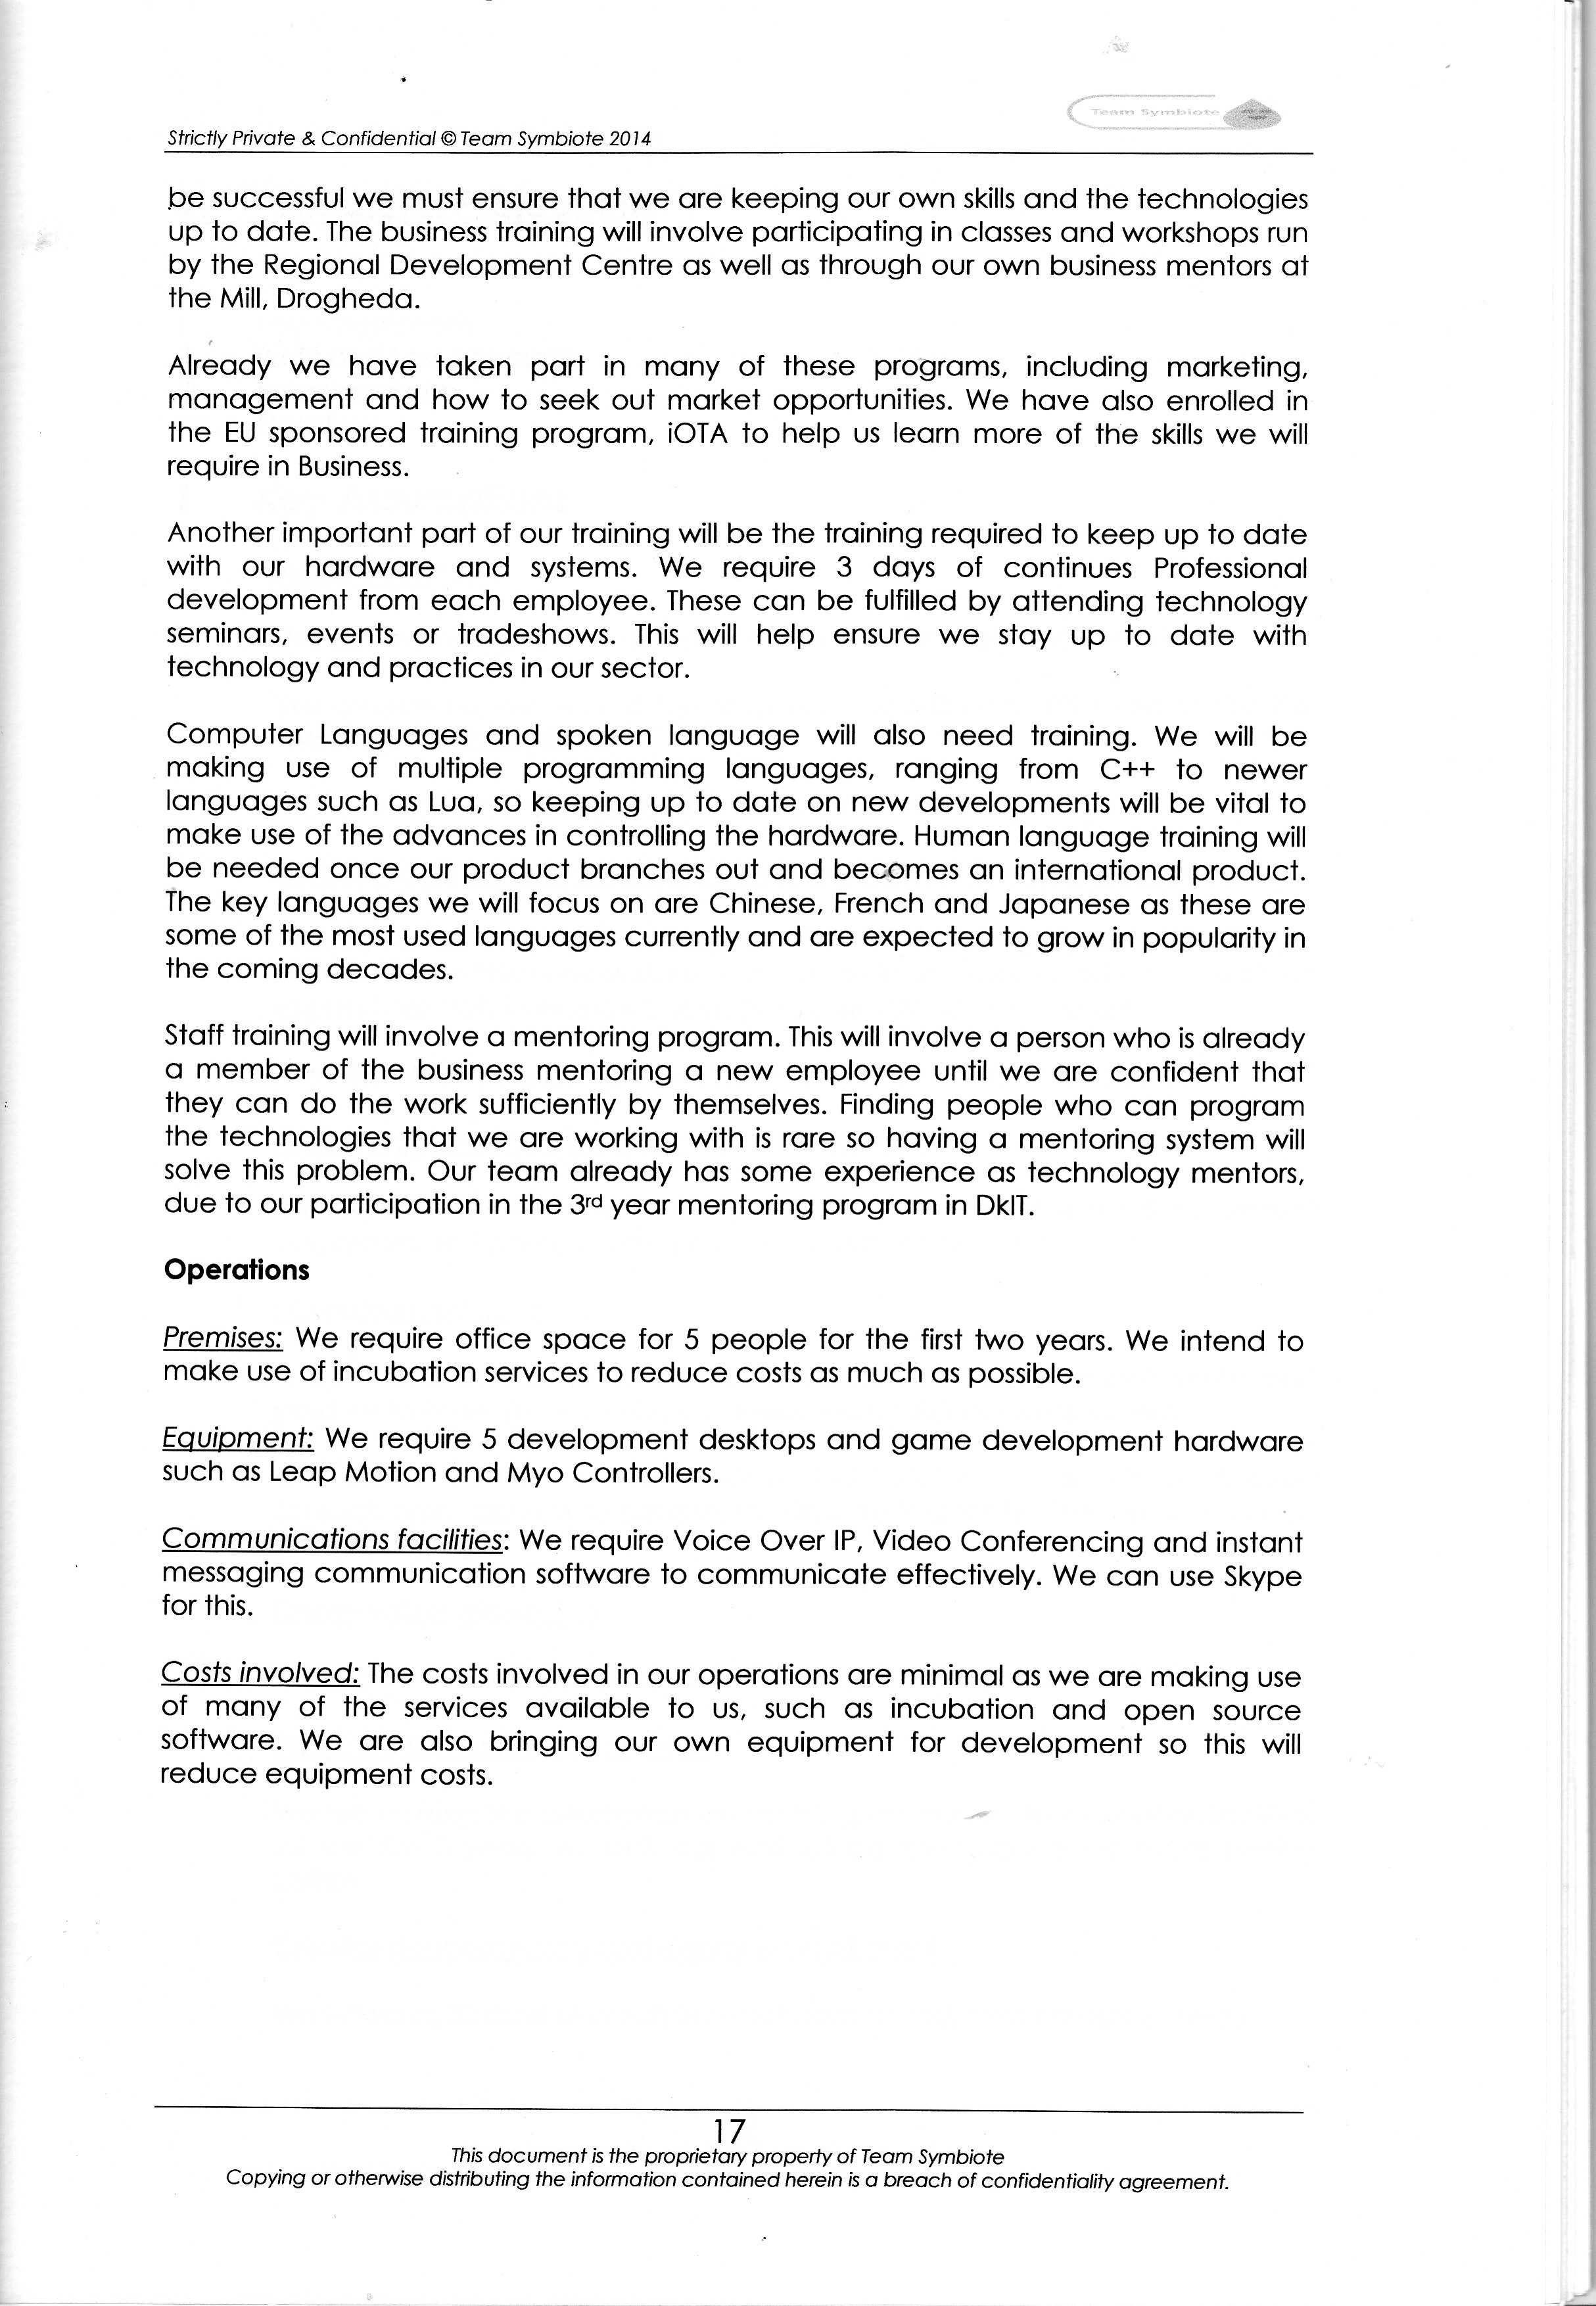 Team Symbiote
Strictly Private & Confidential © Team Symbiote 2014
be successful we must ensure that we are keeping our own skills and the technologies
up to date. The business training will involve participating in classes and workshops run
by the Regional Development Centre as well as through our own business mentors at
the Mill, Drogheda.
Already we have taken part in many of these programs, including marketing,
management and how to seek out market opportunities. We have also enrolled in
the EU sponsored training program, iOTA to help us learn more of the skills we will
require in Business.
Another important part of our training will be the training required to keep up to date
with our hardware and systems. We require 3 days of continues Professional
development from each employee. These can be fulfilled by attending technology
seminars, events or tradeshows. This will help ensure we stay up to date with
technology and practices in our sector.
Computer Languages and spoken language will also need training. We will be
making use of multiple programming languages, ranging from C++ to newer
languages such as Lua, so keeping up to date on new developments will be vital to
make use of the advances in controlling the hardware. Human language training will
be needed once our product branches out and becomes an international product.
The key languages we will focus on are Chinese, French and Japanese as these are
some of the most used languages currently and are expected to grow in popularity in
the coming decades.
Staff training will involve a mentoring program. This will involve a person who is already
a member of the business mentoring a new employee until we are confident that
they can do the work sufficiently by themselves. Finding people who can program
the technologies that we are working with is rare so having a mentoring system will
solve this problem. Our team already has some experience as technology mentors,
due to our participation in the 3rd year mentoring program in DkIT.
Operations
Premises: We require office space for 5 people for the first two years. We intend to
make use of incubation services to reduce costs as much as possible.
Equipment: We require 5 development desktops and game development hardware
such as Leap Motion and Myo Controllers.
Communications facilities: We require Voice Over IP, Video Conferencing and instant
messaging communication software to communicate effectively. We can use Skype
for this.
Costs involved: The costs involved in our operations are minimal as we are making use
of many of the services available to us, such as incubation and open source
software. We are also bringing our own equipment for development so this will
reduce equipment costs.
17
This document is the proprietary property of Team Symbiote
Copying or otherwise distributing the information contained herein is a breach of confidentiality agreement.